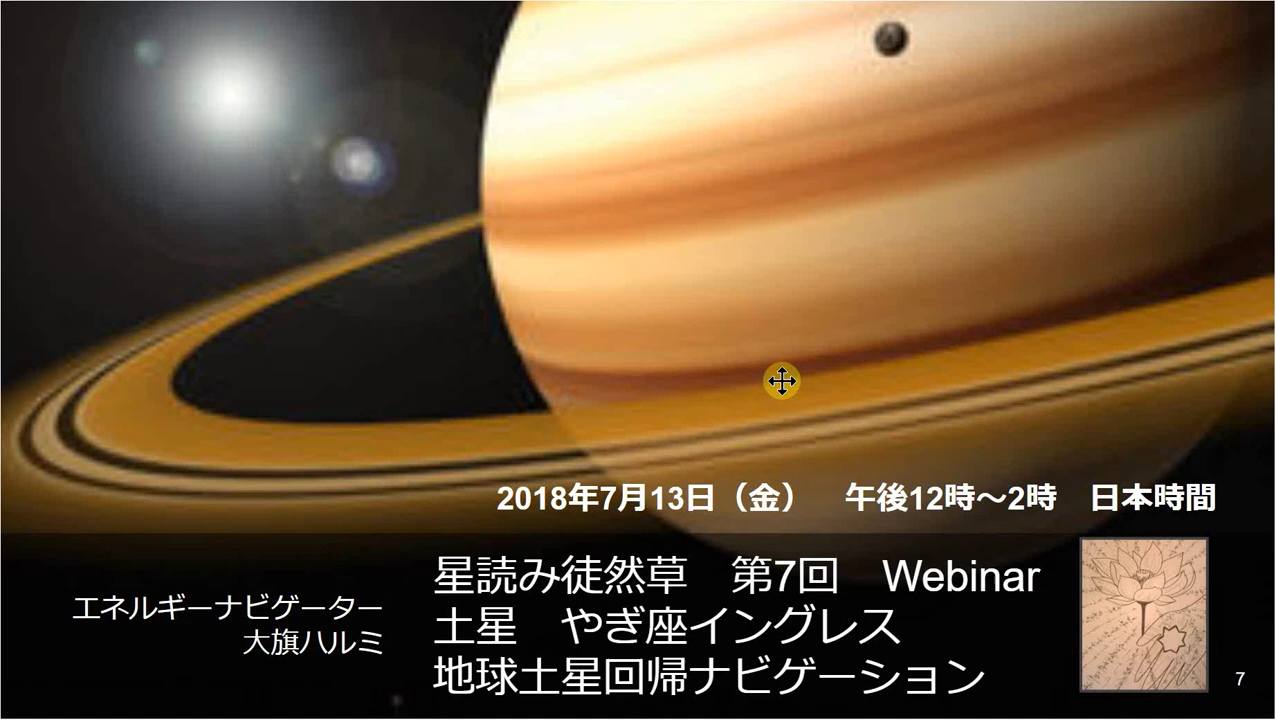 2018年7月13日（金）　午後12時～2時　日本時間
星読み徒然草　第7回　Webinar
土星　やぎ座イングレス
地球土星回帰ナビゲーション
エネルギーナビゲーター
大旗ハルミ
7